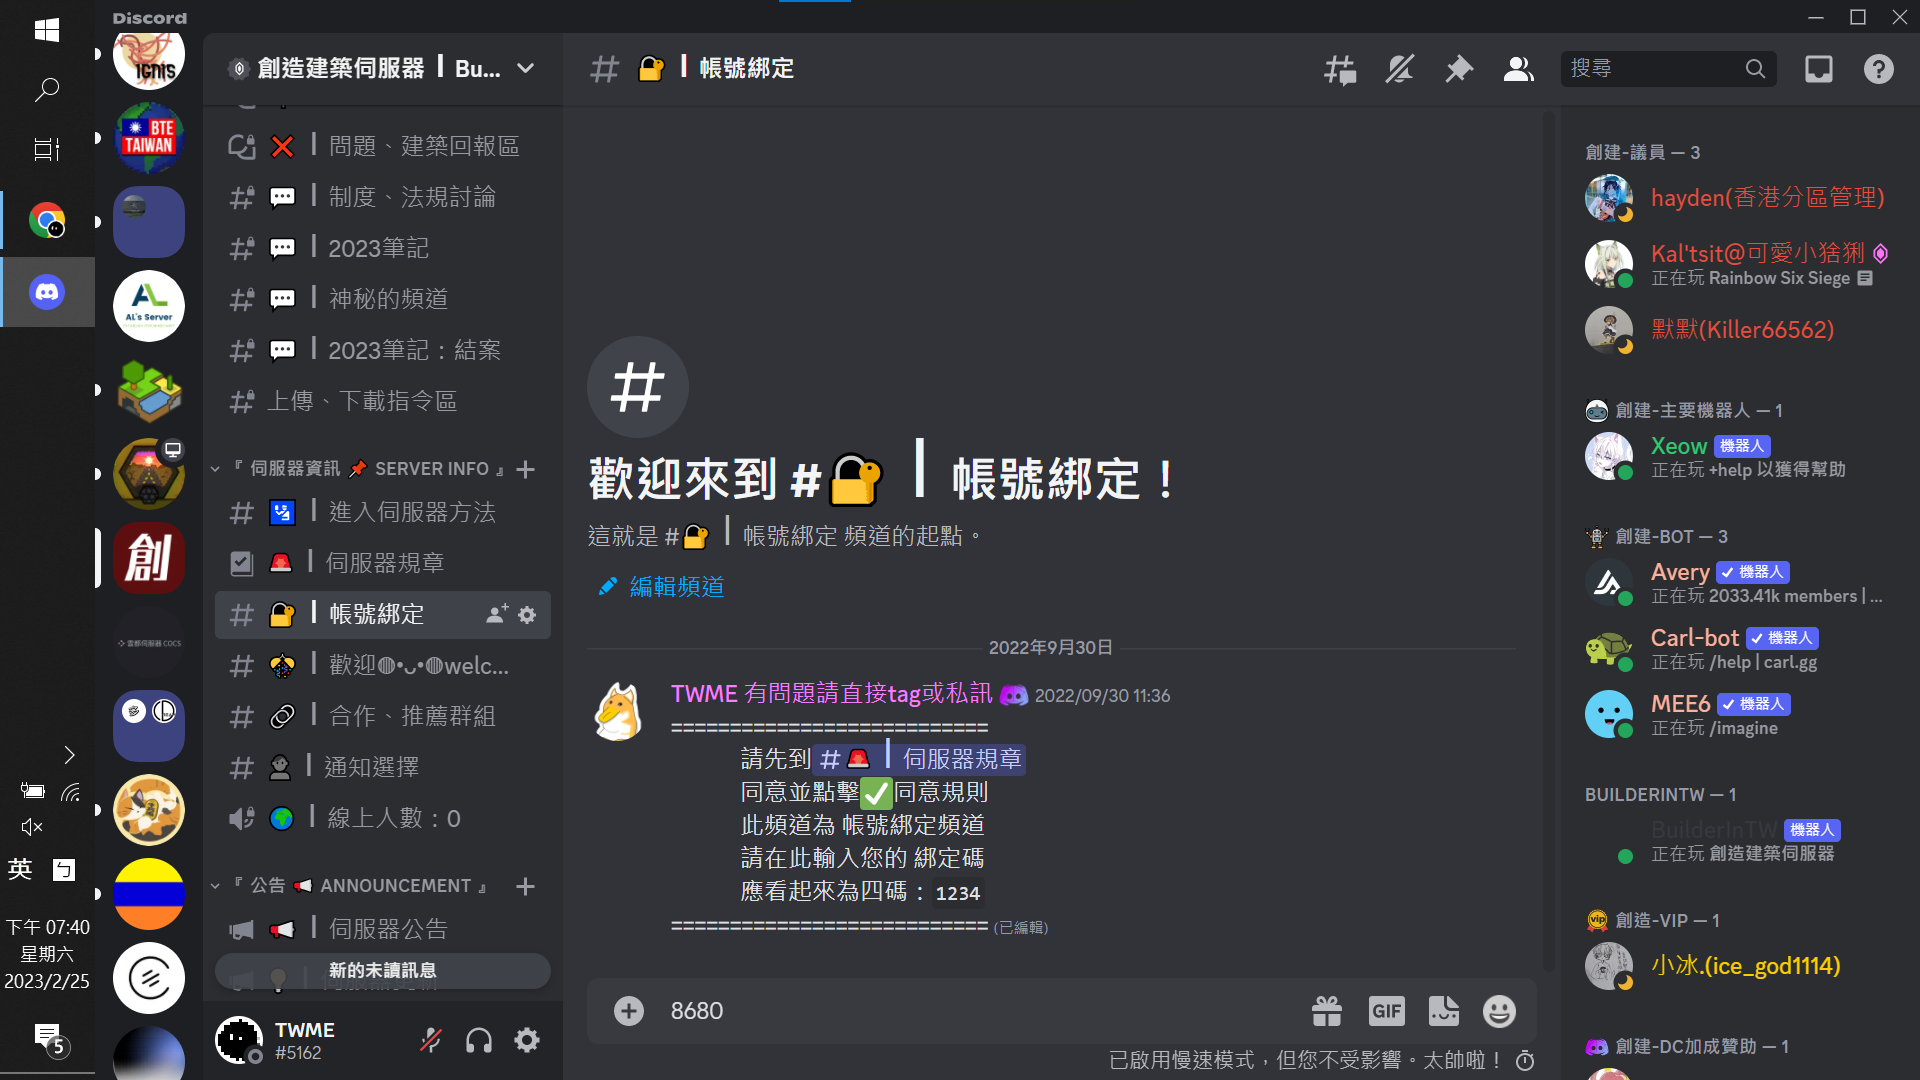 Discord
IGNIS
BTE
TAIWAN
AL
AL's Server
創
雲都伺服器 COCS
英
下午 07:40
星期六
2023/2/25
5
創造建築伺服器┃Bu...
❌┃問題、建築回報區
💬┃制度、法規討論
💬┃2023筆記
💬┃神秘的頻道
💬┃2023筆記：結案
上傳、下載指令區
『 伺服器資訊 📌 SERVER INFO 』
┃進入伺服器方法
🚨┃伺服器規章
🔐┃帳號綁定
┃歡迎◍•ᴗ•◍welc...
🔗┃合作、推薦群組
┃通知選擇
🌍┃線上人數：0
『 公告 📢 ANNOUNCEMENT 』
📢┃伺服器公告
新的未讀訊息
TWME
#5162
# 🔐┃帳號綁定
搜尋
#
歡迎來到 #🔐┃帳號綁定！
這就是 #🔐┃帳號綁定 頻道的起點。
編輯頻道
2022年9月30日
TWME 有問題請直接tag或私訊 2022/09/30 11:36
===========================
請先到 #🚨┃伺服器規章
同意並點擊✅同意規則
此頻道為 帳號綁定頻道
請在此輸入您的 綁定碼
應看起來為四碼：1234
=========================== (已編輯)
8680
GIF
已啟用慢速模式，但您不受影響。太帥啦！
創建-議員 — 3
hayden(香港分區管理)
Kal'tsit@可愛小猞猁
正在玩 Rainbow Six Siege
默默(Killer66562)
創建-主要機器人 — 1
Xeow 機器人
正在玩 +help 以獲得幫助
創建-BOT — 3
Avery ✓ 機器人
正在玩 2033.41k members | ...
Carl-bot ✓ 機器人
正在玩 /help | carl.gg
MEE6 ✓ 機器人
正在玩 /imagine
BUILDERINTW — 1
BuilderInTW 機器人
正在玩 創造建築伺服器
創造-VIP — 1
小冰.(ice_god1114)
創建-DC加成贊助 — 1